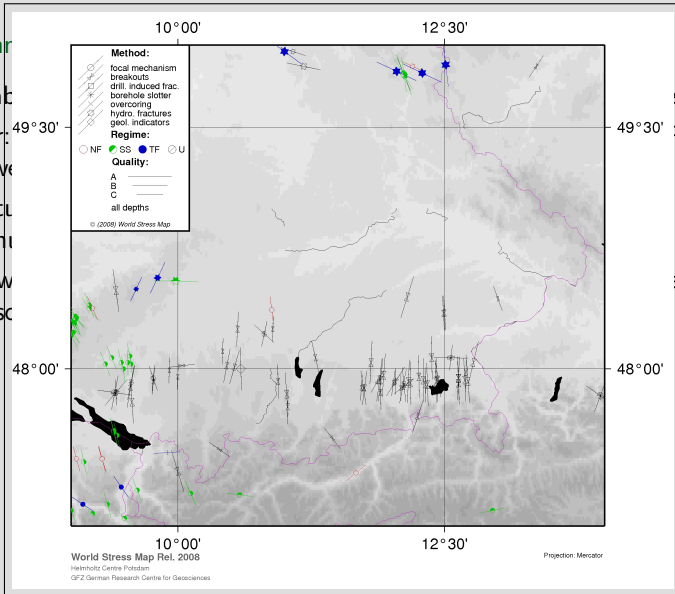 10°00' 12°30'
Method:
focal mechanism
breakouts
drill. induced frac.
borehole slotter
overcoring
hydro. fractures
geol. indicators
Regime:
NF SS TF U
Quality:
A
B
C
all depths
© (2008) World Stress Map
49°30' 49°30'
48°00' 48°00'
10°00' 12°30'
World Stress Map Rel. 2008
Projection: Mercator
Helmholtz Centre Potsdam
GFZ German Research Centre for Geosciences